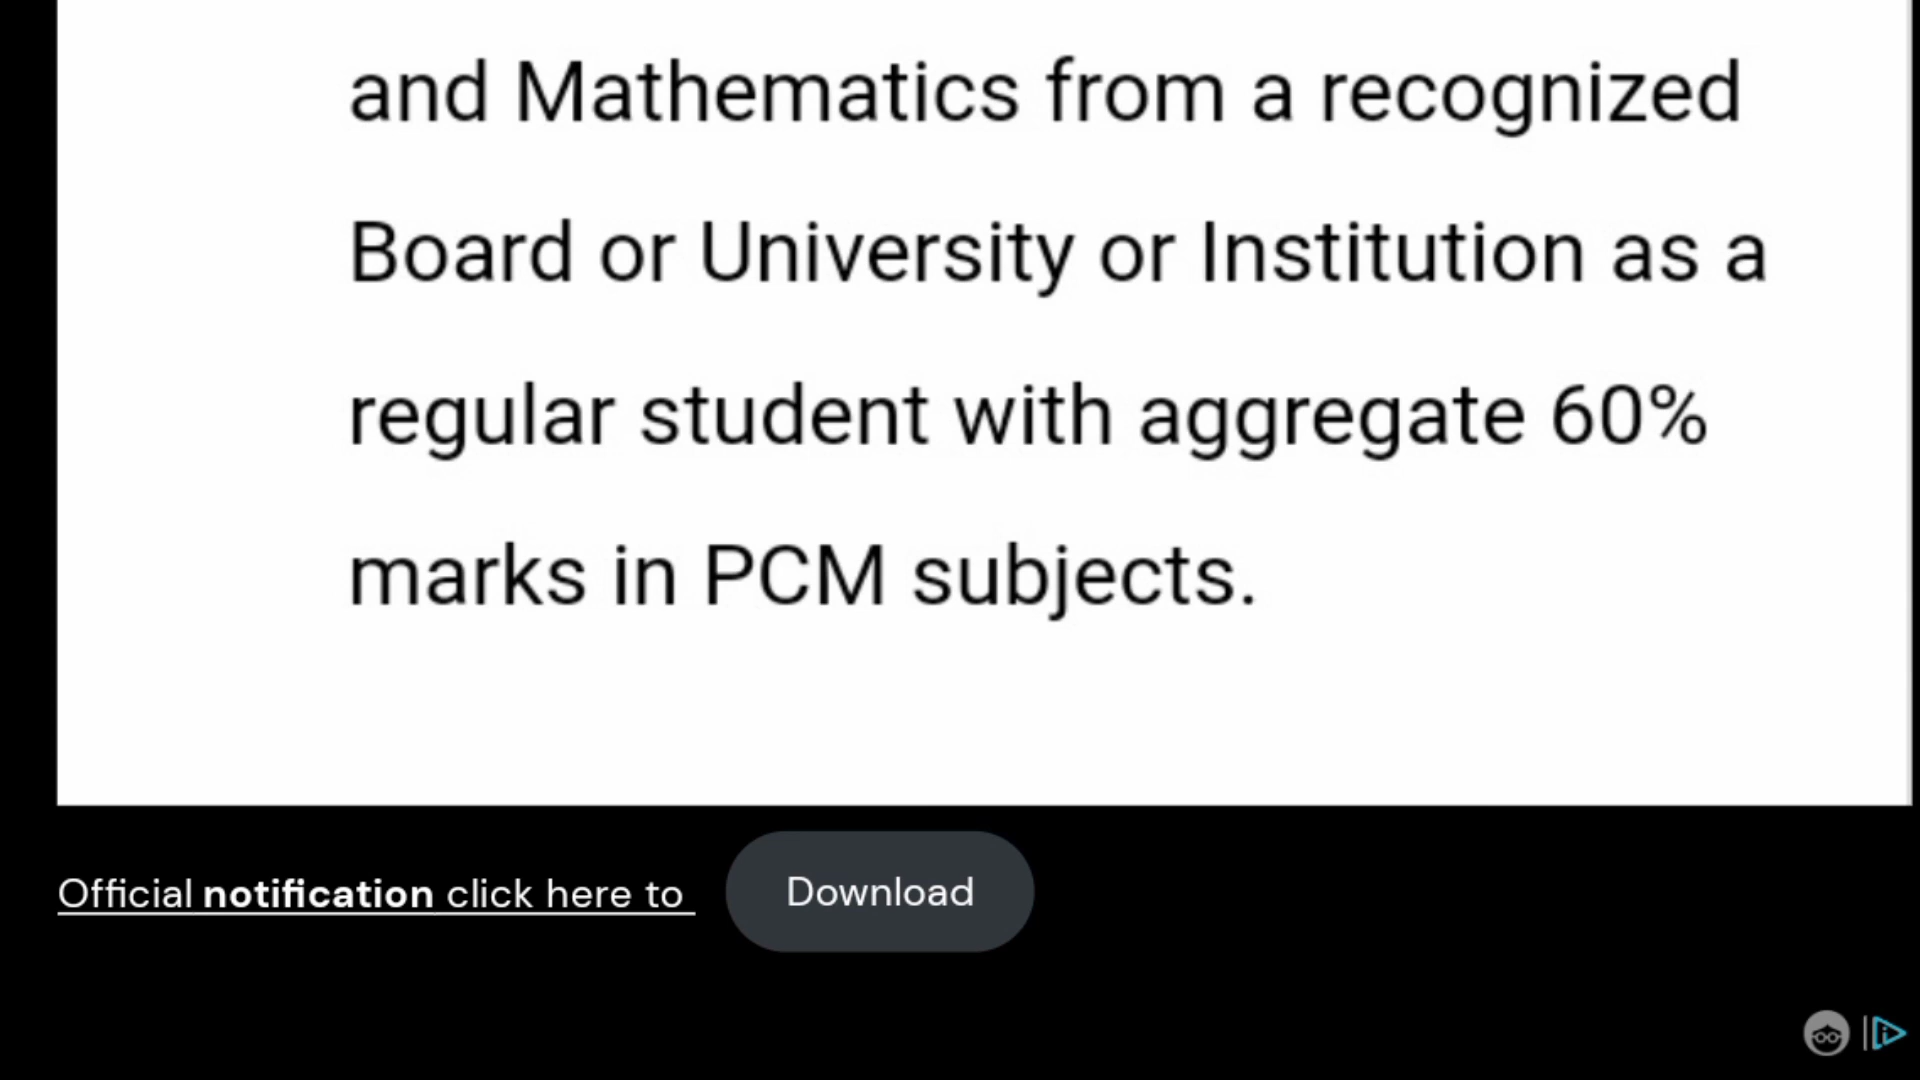 and Mathematics from a recognized
Board or University or Institution as a
regular student with aggregate 60%
marks in PCM subjects.
Official notification click here to Download